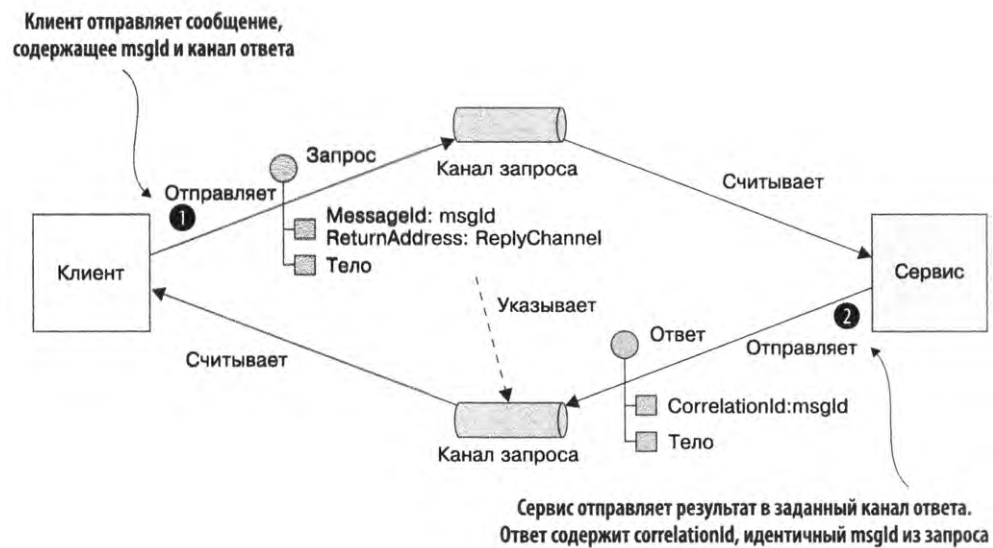 Клиент отправляет сообщение,
содержащее msgId и канал ответа
Запрос
Канал запроса
Отправляет
Считывает
1
MessageId: msgId
ReturnAddress: ReplyChannel
Клиент
Тело
Сервис
Указывает
2
Ответ
Отправляет
Считывает
CorrelationId:msgId
Тело
Канал запроса
Сервис отправляет результат в заданный канал ответа.
Ответ содержит correlationId, идентичный msgId из запроса